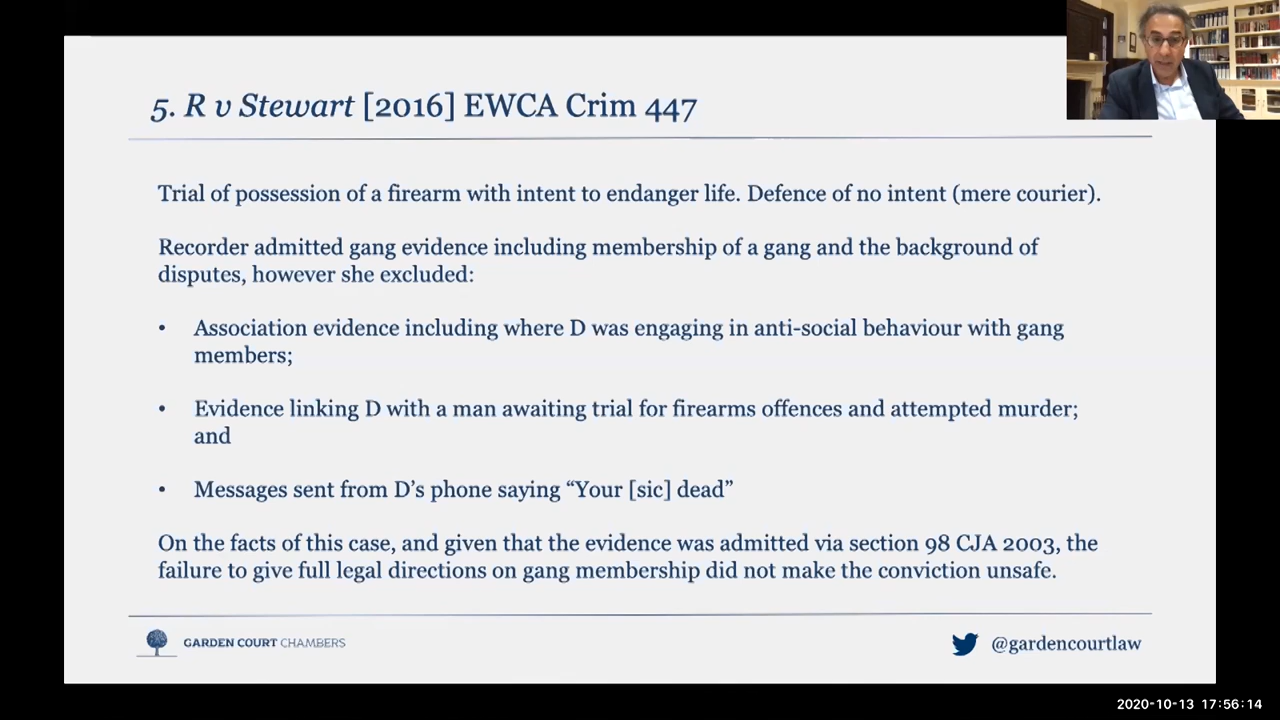 5. R v Stewart [2016] EWCA Crim 447
Trial of possession of a firearm with intent to endanger life. Defence of no intent (mere courier).
Recorder admitted gang evidence including membership of a gang and the background of
disputes, however she excluded:
• Association evidence including where D was engaging in anti-social behaviour with gang
members;
• Evidence linking D with a man awaiting trial for firearms offences and attempted murder;
and
• Messages sent from D’s phone saying “Your [sic] dead”
On the facts of this case, and given that the evidence was admitted via section 98 CJA 2003, the
failure to give full legal directions on gang membership did not make the conviction unsafe.
GARDEN COURT CHAMBERS
@gardencourtlaw
2020-10-13 17:56:14